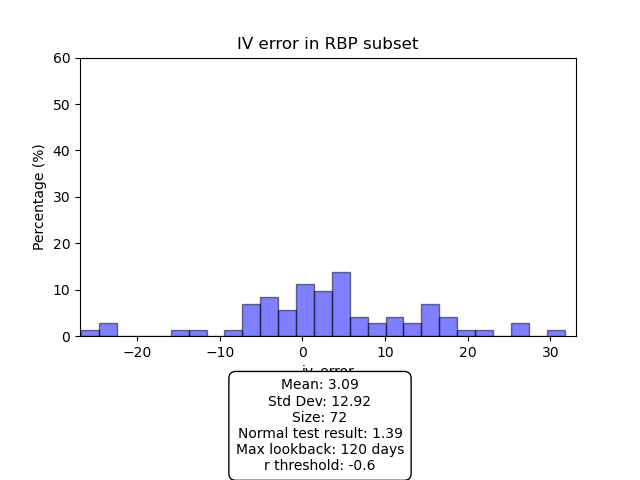 IV error in RBP subset
Percentage (%)
60
50
40
30
20
10
0
−20 −10 0 10 20 30
iv_error
Mean: 3.09
Std Dev: 12.92
Size: 72
Normal test result: 1.39
Max lookback: 120 days
r threshold: -0.6